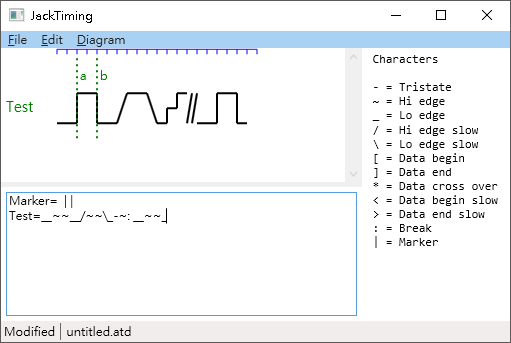 JackTiming
File Edit Diagram
a b
Test
Characters
- = Tristate
~ = Hi edge
_ = Lo edge
/ = Hi edge slow
\ = Lo edge slow
[ = Data begin
] = Data end
* = Data cross over
< = Data begin slow
> = Data end slow
: = Break
| = Marker
Marker= ||
Test=__~~__/~~\_-~:__~~_
Modified untitled.atd